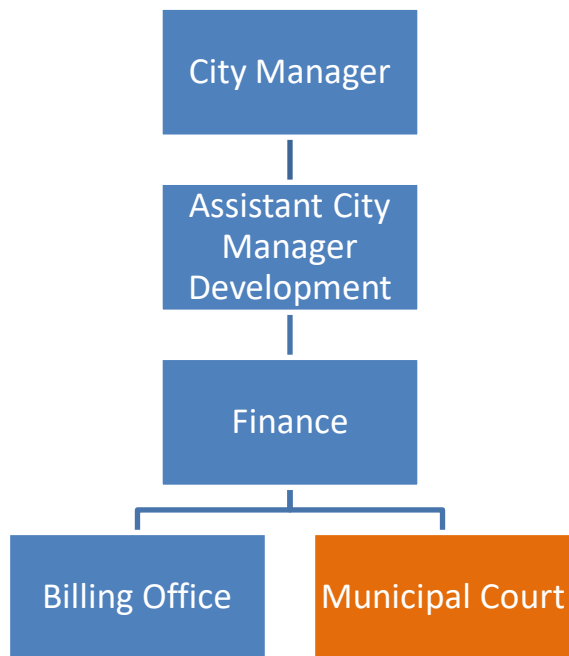 City Manager
Assistant City
Manager
Development
Finance
Billing Office
Municipal Court